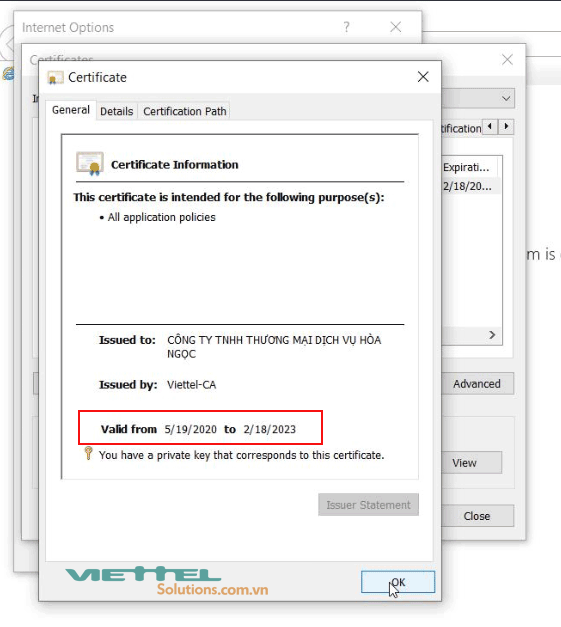 Internet Options
?
Certificates
Certificate
General
Details
Certification Path
Certificate Information
This certificate is intended for the following purpose(s):
• All application policies
Issued to: CÔNG TY TNHH THƯƠNG MẠI DỊCH VỤ HÒA
NGỌC
Issued by: Viettel-CA
Valid from 5/19/2020 to 2/18/2023
You have a private key that corresponds to this certificate.
Issuer Statement
OK
Expirati...
2/18/20...
Advanced
View
Close
m is
VIETTEL
Solutions.com.vn